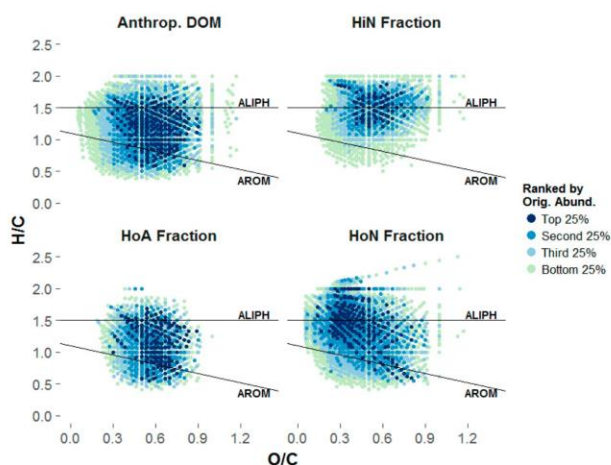 Anthrop. DOM
HiN Fraction
2.5
2.0
1.5
1.0
0.5
0.0
ALIPH
AROM
ALIPH
AROM
H/C
HoA Fraction
HoN Fraction
2.5
2.0
1.5
1.0
0.5
0.0
ALIPH
AROM
ALIPH
AROM
0.0 0.3 0.6 0.9 1.2
0.0 0.3 0.6 0.9 1.2
O/C
Ranked by
Orig. Abund.
Top 25%
Second 25%
Third 25%
Bottom 25%